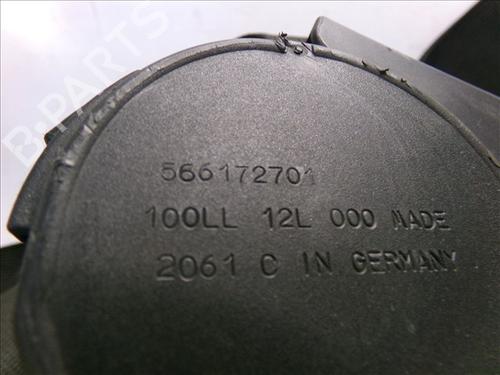 B-PARTS
566172701
100LL 12L 000 MADE
2061 C IN GERMANY